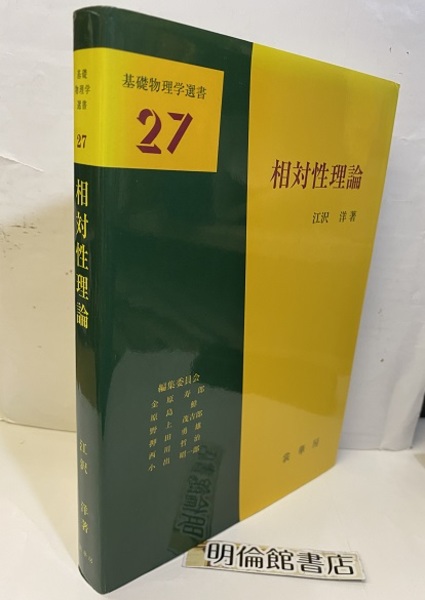 基礎
物理学
選書
27
相対性理論
江沢 洋著
基礎物理学選書
27
相対性理論
江沢 洋著
編集委員会
裳華房
明倫館書店